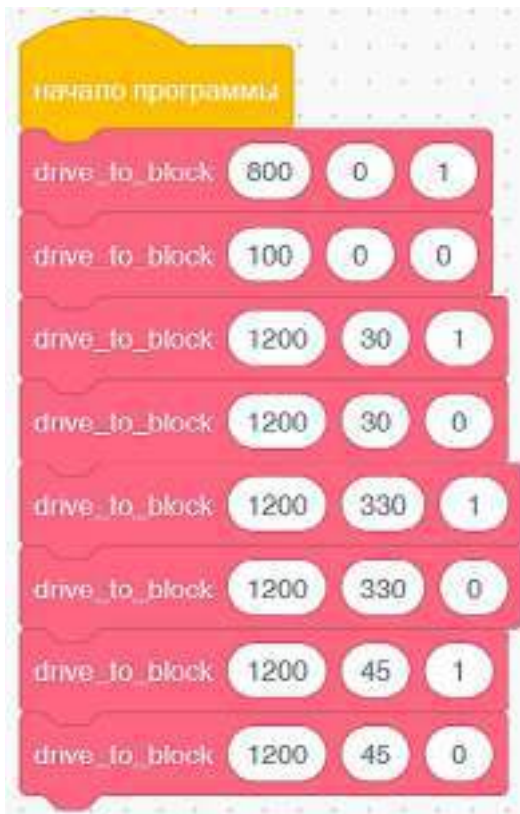 начало программы
drive_to_block 800 0 1
drive_to_block 100 0 0
drive_to_block 1200 30 1
drive_to_block 1200 30 0
drive_to_block 1200 330 1
drive_to_block 1200 330 0
drive_to_block 1200 45 1
drive_to_block 1200 45 0